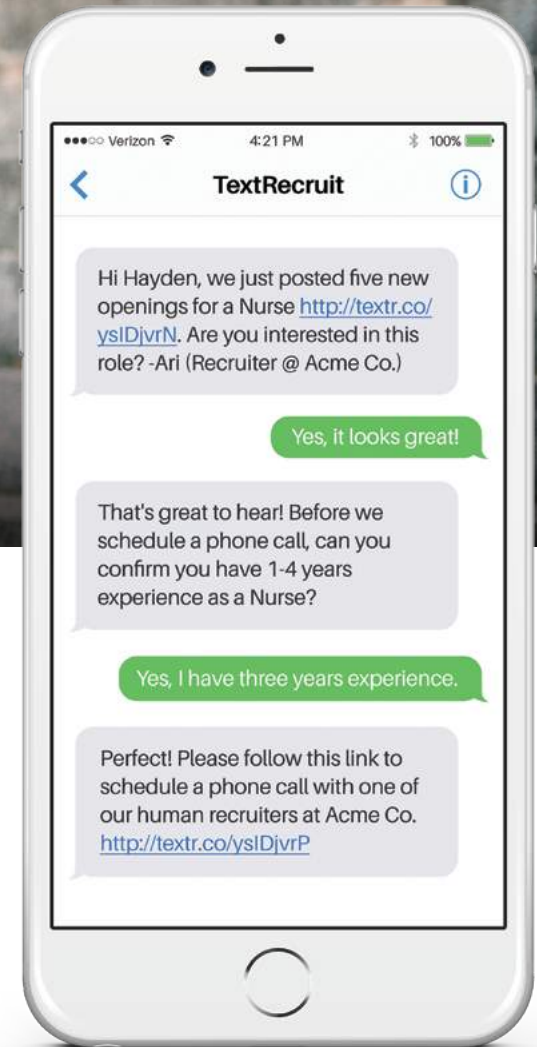 Verizon 4:21 PM 100%
TextRecruit
Hi Hayden, we just posted five new
openings for a Nurse http://textr.co/
yslDjvrN. Are you interested in this
role? -Ari (Recruiter @ Acme Co.)
Yes, it looks great!
That's great to hear! Before we
schedule a phone call, can you
confirm you have 1-4 years
experience as a Nurse?
Yes, I have three years experience.
Perfect! Please follow this link to
schedule a phone call with one of
our human recruiters at Acme Co.
http://textr.co/yslDjvrP